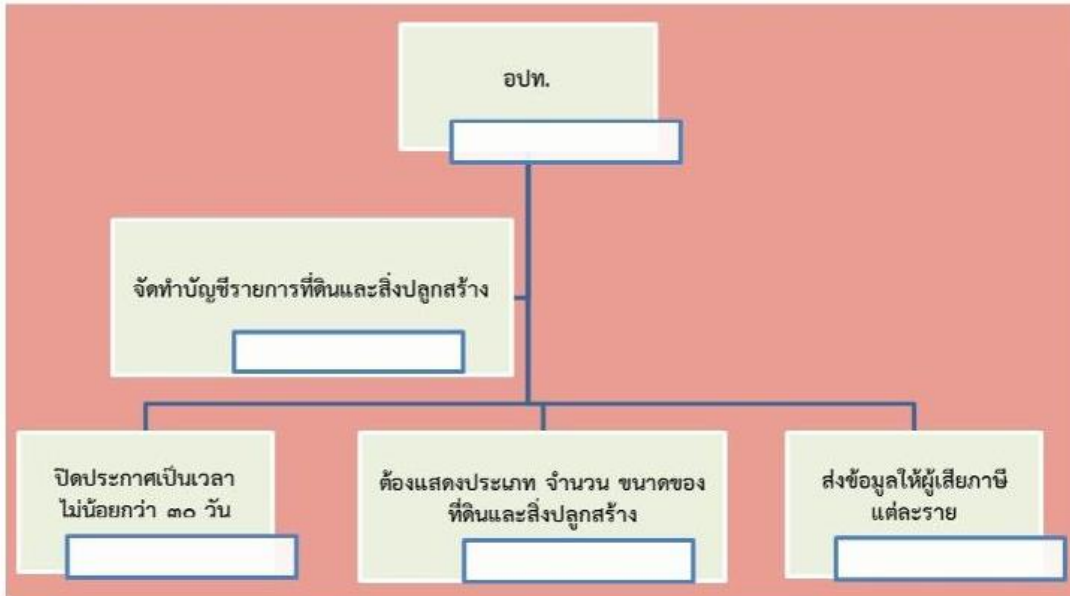 อปท.
จัดทำบัญชีรายการที่ดินและสิ่งปลูกสร้าง
ปิดประกาศเป็นเวลา
ไม่น้อยกว่า ๓๐ วัน
ต้องแสดงประเภท จำนวน ขนาดของ
ที่ดินและสิ่งปลูกสร้าง
ส่งข้อมูลให้ผู้เสียภาษี
แต่ละราย